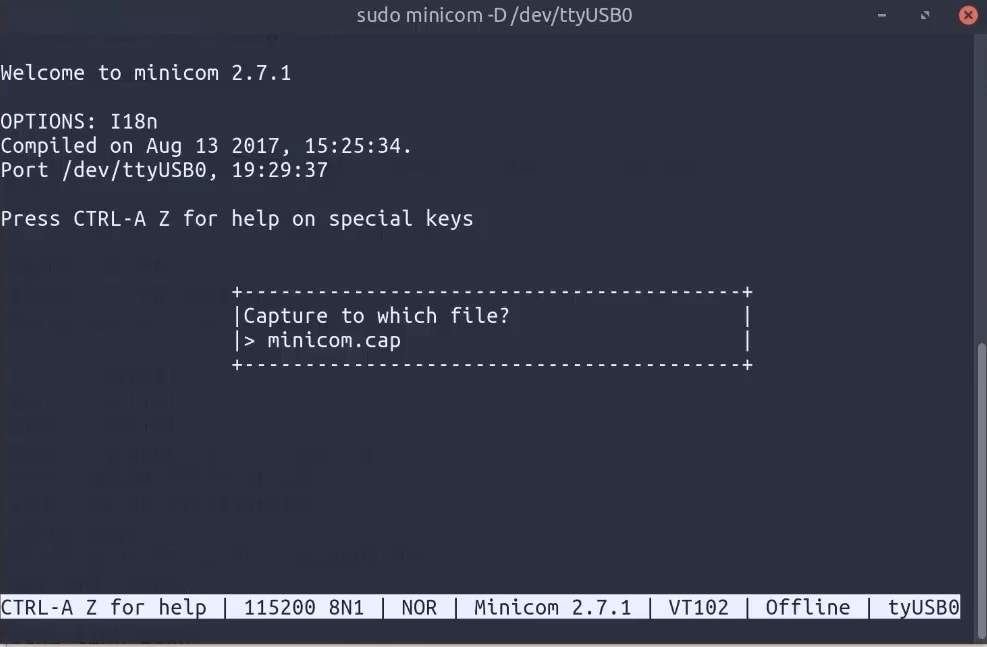 sudo minicom -D /dev/ttyUSB0
Welcome to minicom 2.7.1
OPTIONS: I18n
Compiled on Aug 13 2017, 15:25:34.
Port /dev/ttyUSB0, 19:29:37
Press CTRL-A Z for help on special keys
+-----------------------------------------+
|Capture to which file?                   |
|> minicom.cap                            |
+-----------------------------------------+
CTRL-A Z for help | 115200 8N1 | NOR | Minicom 2.7.1 | VT102 | Offline | tyUSB0